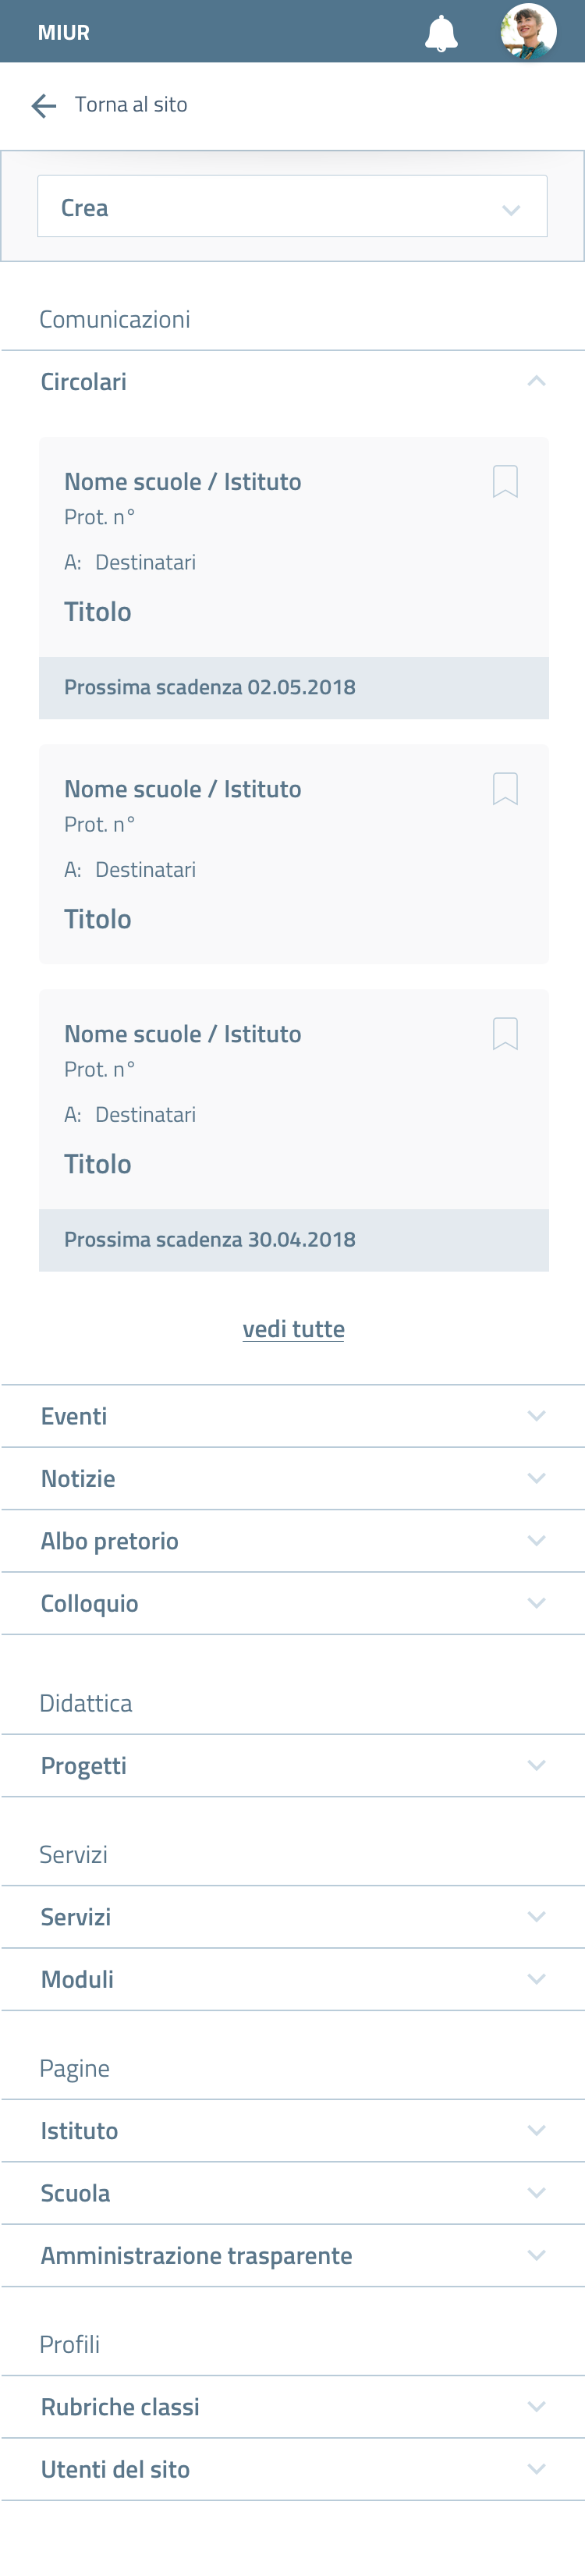 MIUR
Torna al sito
Crea
Comunicazioni
Circolari
Nome scuole / Istituto
Prot. n°
A: Destinatari
Titolo
Prossima scadenza 02.05.2018
Nome scuole / Istituto
Prot. n°
A: Destinatari
Titolo
Nome scuole / Istituto
Prot. n°
A: Destinatari
Titolo
Prossima scadenza 30.04.2018
vedi tutte
Eventi
Notizie
Albo pretorio
Colloquio
Didattica
Progetti
Servizi
Servizi
Moduli
Pagine
Istituto
Scuola
Amministrazione trasparente
Profili
Rubriche classi
Utenti del sito